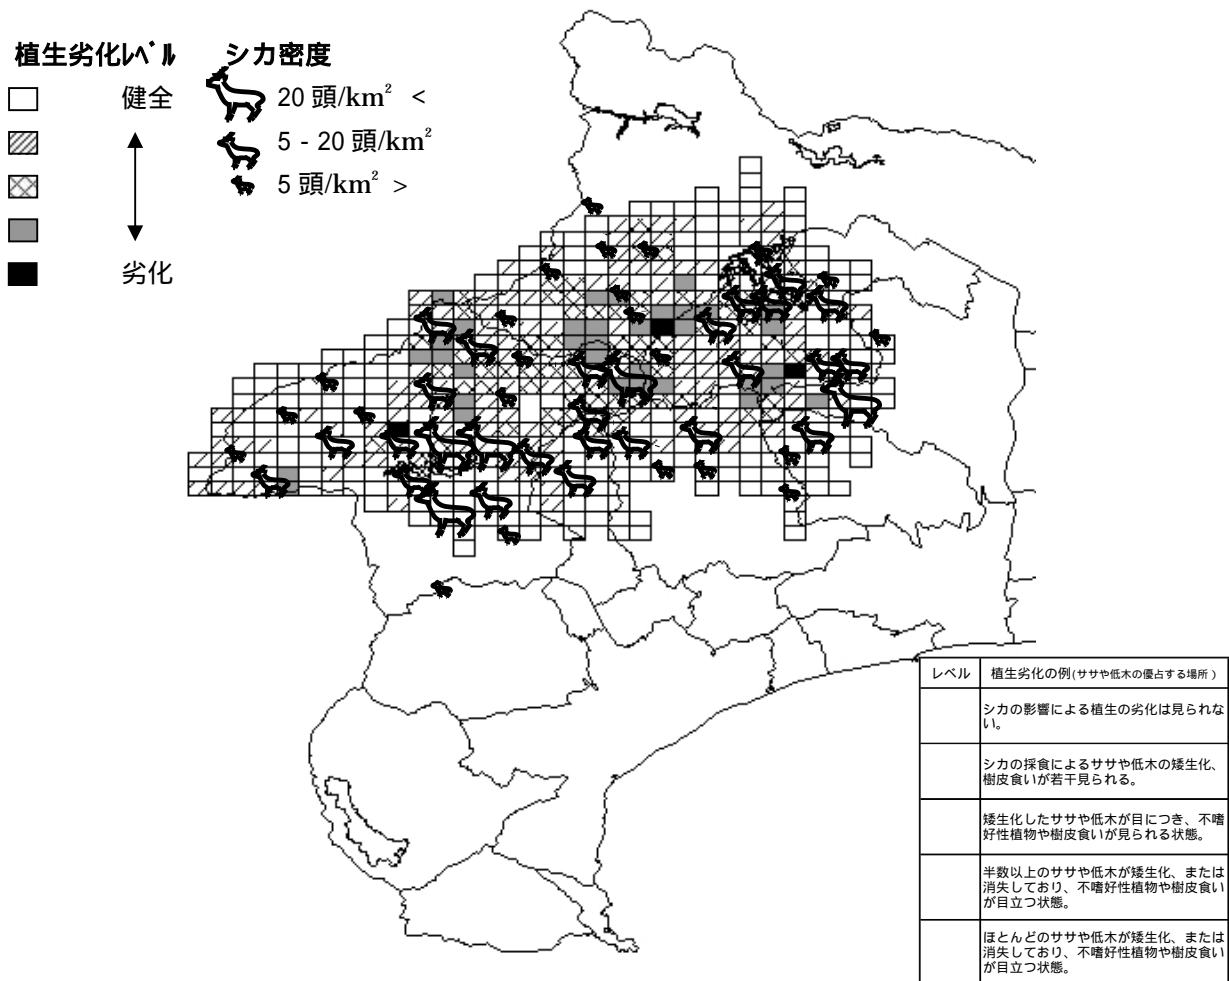 植生劣化レベル
シカ密度
健全
劣化
20 頭/km² <
5 - 20 頭/km²
5 頭/km² >
レベル 植生劣化の例(ササや低木の優占する場所)
シカの影響による植生の劣化は見られな
い。
シカの採食によるササや低木の矮生化、
樹皮食いが若干見られる。
矮生化したササや低木が目につき、不嗜
好性植物や樹皮食いが見られる状態。
半数以上のササや低木が矮生化、または
消失しており、不嗜好性植物や樹皮食い
が目立つ状態。
ほとんどのササや低木が矮生化、または
消失しており、不嗜好性植物や樹皮食い
が目立つ状態。